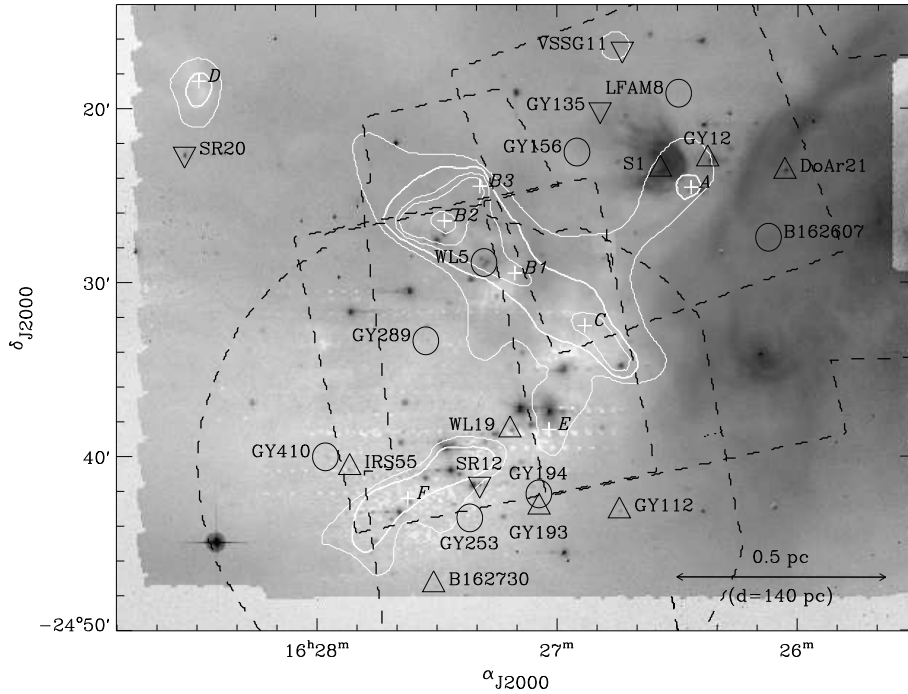 VSSG11
D
LFAM8
20'
GY135
GY12
SR20
GY156
S1
DoAr21
B3
A
B2
B162607
WL5
B1
30'
C
GY289
δJ2000
WL19
E
GY410
IRS55
SR12
GY194
40'
F
GY112
GY253
GY193
0.5 pc
B162730
(d=140 pc)
−24°50'
16ʰ28ᵐ
27ᵐ
26ᵐ
αJ2000